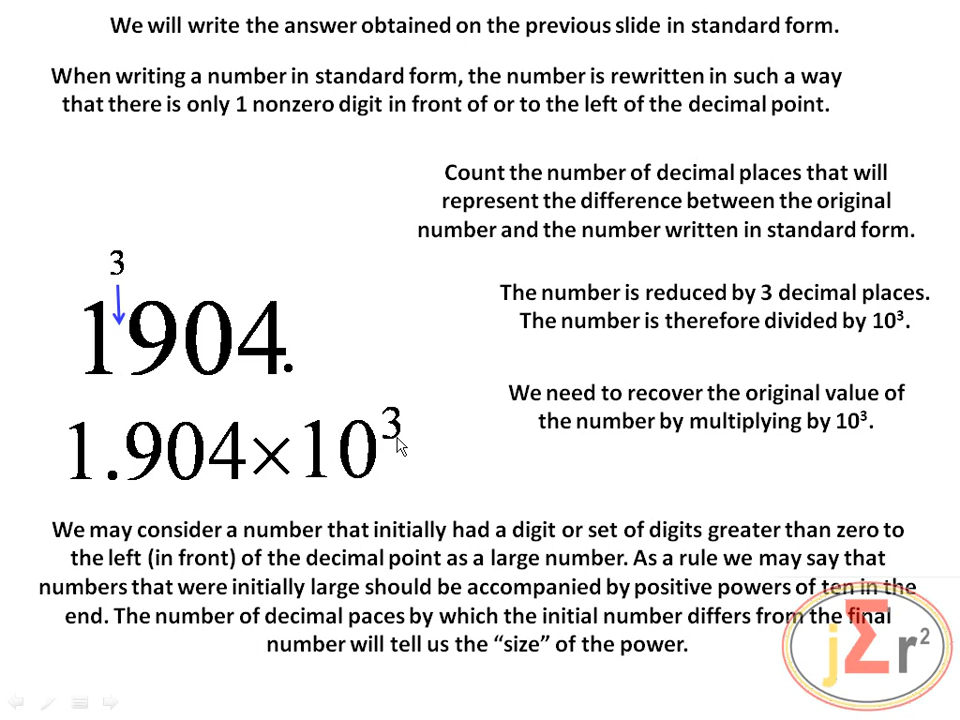 We will write the answer obtained on the previous slide in standard form.
When writing a number in standard form, the number is rewritten in such a way
that there is only 1 nonzero digit in front of or to the left of the decimal point.
Count the number of decimal places that will
represent the difference between the original
number and the number written in standard form.
3
1904.
The number is reduced by 3 decimal places.
The number is therefore divided by 10³.
We need to recover the original value of
the number by multiplying by 10³.
1.904×10³
We may consider a number that initially had a digit or set of digits greater than zero to
the left (in front) of the decimal point as a large number. As a rule we may say that
numbers that were initially large should be accompanied by positive powers of ten in the
end. The number of decimal paces by which the initial number differs from the final
number will tell us the “size” of the power.
jΣr²